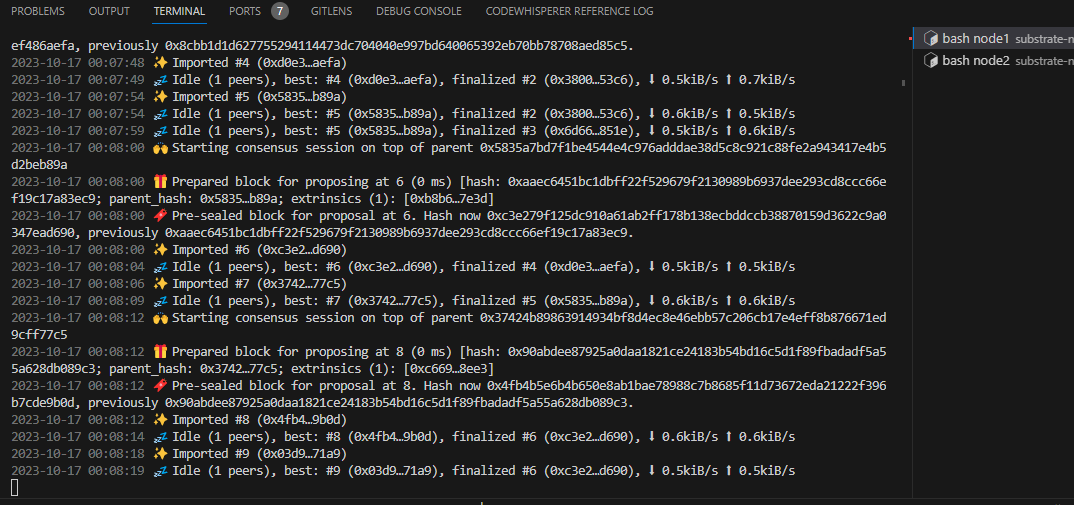 PROBLEMS OUTPUT TERMINAL PORTS 7 GITLENS DEBUG CONSOLE CODEWHISPERER REFERENCE LOG
ef486aefa, previously 0x8cbb1d1d627755294114473dc704040e997bd640065392eb70bb78708aed85c5.
2023-10-17 00:07:48 ✨ Imported #4 (0xd0e3…aefa)
2023-10-17 00:07:49 💤 Idle (1 peers), best: #4 (0xd0e3…aefa), finalized #2 (0x3800…53c6), ⬇ 0.5kiB/s ⬆ 0.7kiB/s
2023-10-17 00:07:54 ✨ Imported #5 (0x5835…b89a)
2023-10-17 00:07:54 💤 Idle (1 peers), best: #5 (0x5835…b89a), finalized #2 (0x3800…53c6), ⬇ 0.6kiB/s ⬆ 0.5kiB/s
2023-10-17 00:07:59 💤 Idle (1 peers), best: #5 (0x5835…b89a), finalized #3 (0x6d66…851e), ⬇ 0.5kiB/s ⬆ 0.5kiB/s
2023-10-17 00:08:00 🙌 Starting consensus session on top of parent 0x5835a7bd7f1be4544e4c976adddae38d5c8c921c88fe2a943417e4b5
d2beb89a
2023-10-17 00:08:00 🎁 Prepared block for proposing at 6 (0 ms) [hash: 0xaaec6451bc1dbff22f529679f2130989b6937dee293cd8ccc66e
f19c17a83ec9; parent_hash: 0x5835…b89a; extrinsics (1): [0xb8b6…7e3d]
2023-10-17 00:08:00 🔖 Pre-sealed block for proposal at 6. Hash now 0xc3e279f125dc910a61ab2ff178b138ecbddccb38870159d3622c9a0
347ead690, previously 0xaaec6451bc1dbff22f529679f2130989b6937dee293cd8ccc66ef19c17a83ec9.
2023-10-17 00:08:00 ✨ Imported #6 (0xc3e2…d690)
2023-10-17 00:08:04 💤 Idle (1 peers), best: #6 (0xc3e2…d690), finalized #4 (0xd0e3…aefa), ⬇ 0.5kiB/s ⬆ 0.5kiB/s
2023-10-17 00:08:06 ✨ Imported #7 (0x3742…77c5)
2023-10-17 00:08:09 💤 Idle (1 peers), best: #7 (0x3742…77c5), finalized #5 (0x5835…b89a), ⬇ 0.6kiB/s ⬆ 0.6kiB/s
2023-10-17 00:08:12 🙌 Starting consensus session on top of parent 0x37424b89863914934bf8d4ec8e46ebb57c206cb17e4eff8b876671ed
9cff77c5
2023-10-17 00:08:12 🎁 Prepared block for proposing at 8 (0 ms) [hash: 0x90abdee87925a0daa1821ce24183b54bd16c5d1f89fbadadf5a5
5a628db089c3; parent_hash: 0x3742…77c5; extrinsics (1): [0xc669…8ee3]
2023-10-17 00:08:12 🔖 Pre-sealed block for proposal at 8. Hash now 0x4fb4b5e6b4b650e8ab1bae78988c7b8685f11d73672eda21222f396
b7cde9b0d, previously 0x90abdee87925a0daa1821ce24183b54bd16c5d1f89fbadadf5a55a628db089c3.
2023-10-17 00:08:12 ✨ Imported #8 (0x4fb4…9b0d)
2023-10-17 00:08:14 💤 Idle (1 peers), best: #8 (0x4fb4…9b0d), finalized #6 (0xc3e2…d690), ⬇ 0.6kiB/s ⬆ 0.6kiB/s
2023-10-17 00:08:18 ✨ Imported #9 (0x03d9…71a9)
2023-10-17 00:08:19 💤 Idle (1 peers), best: #9 (0x03d9…71a9), finalized #6 (0xc3e2…d690), ⬇ 0.5kiB/s ⬆ 0.5kiB/s
bash node1 substrate-n
bash node2 substrate-n